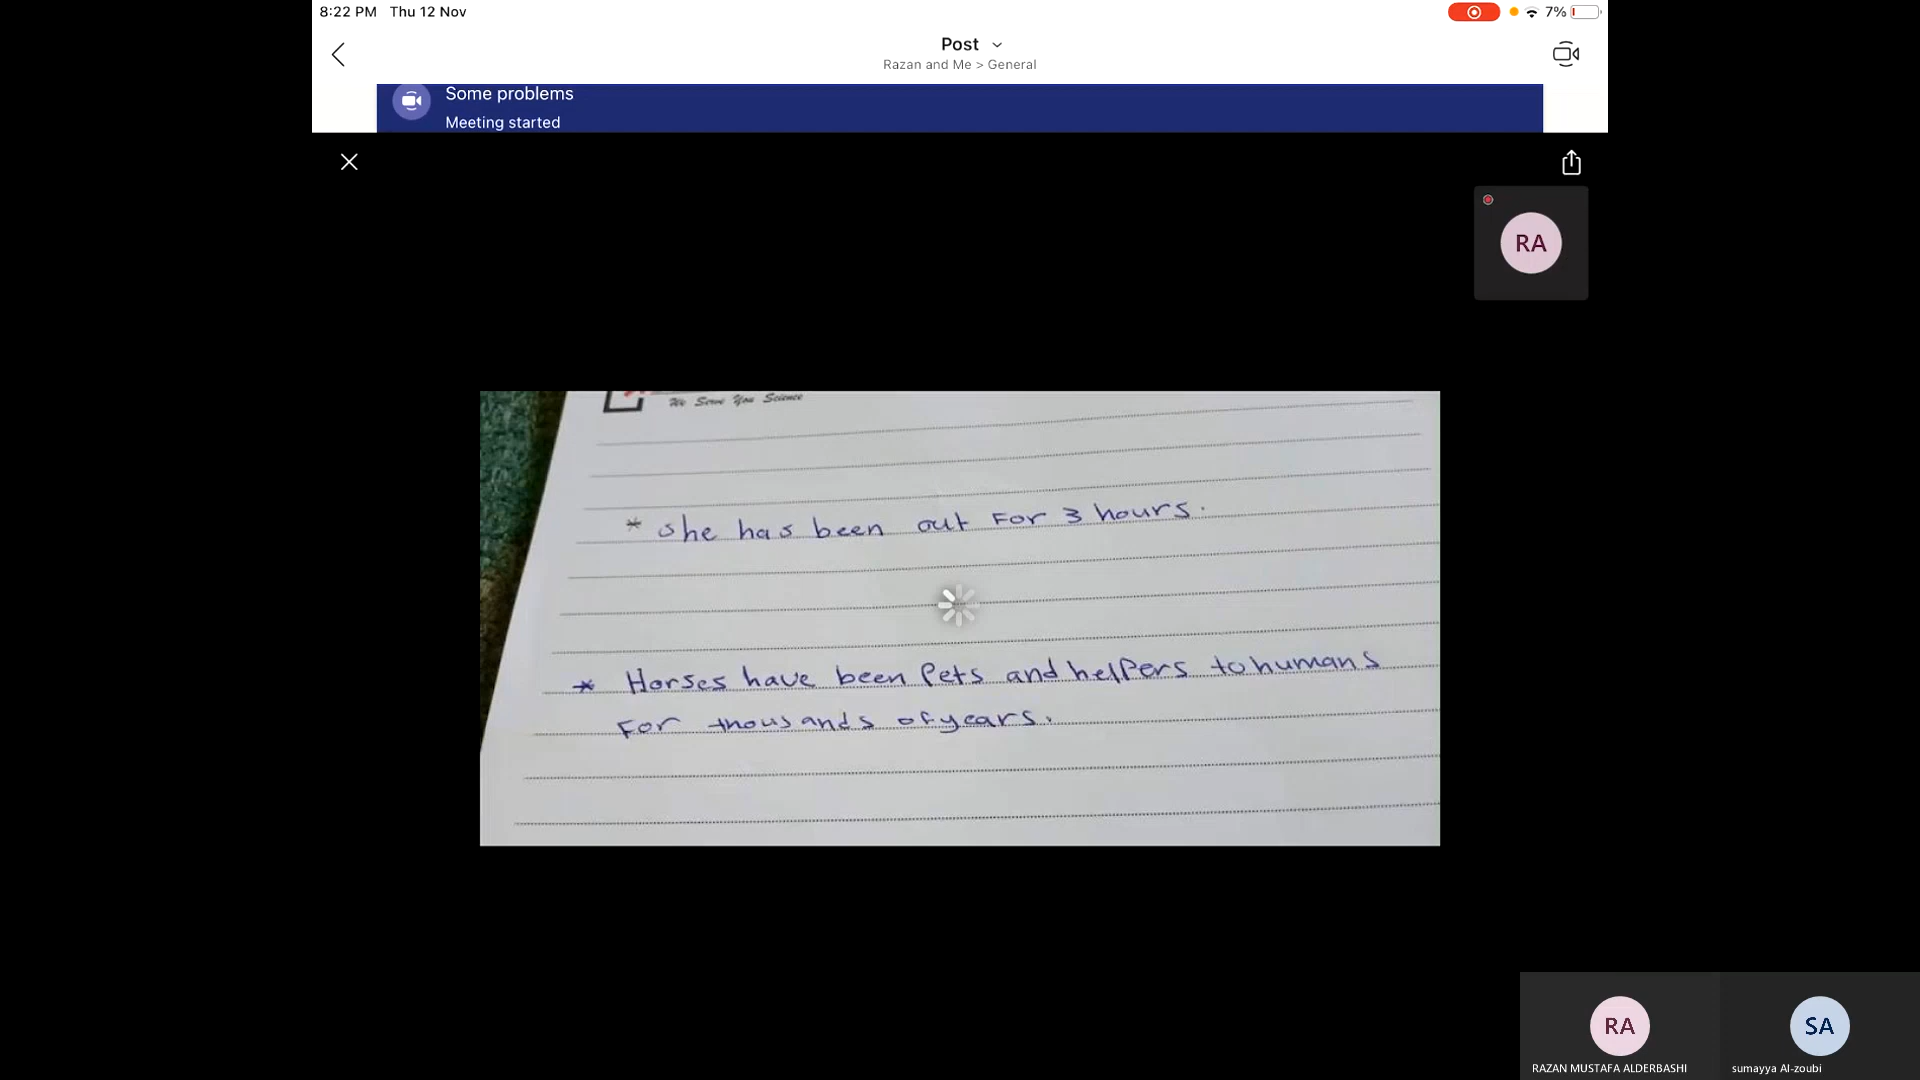 8:22 PM Thu 12 Nov
7%
Post
Razan and Me > General
Some problems
Meeting started
RA
We Serve You Science
* she has been out For 3 hours.
* Horses have been Pets and helPers to humans
For thousands of years.
RA
SA
RAZAN MUSTAFA ALDERBASHI
sumayya Al-zoubi